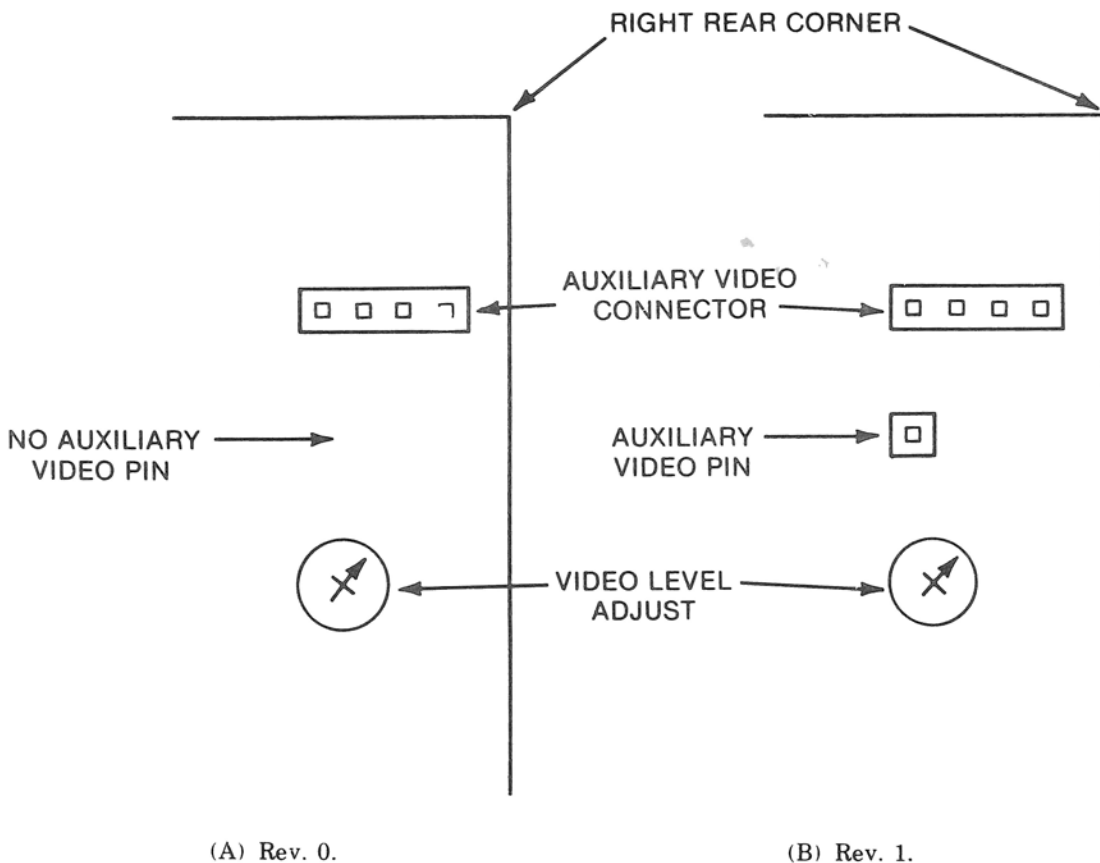 RIGHT REAR CORNER
AUXILIARY VIDEO
CONNECTOR
NO AUXILIARY
VIDEO PIN
AUXILIARY
VIDEO PIN
VIDEO LEVEL
ADJUST
(A) Rev. 0.
(B) Rev. 1.